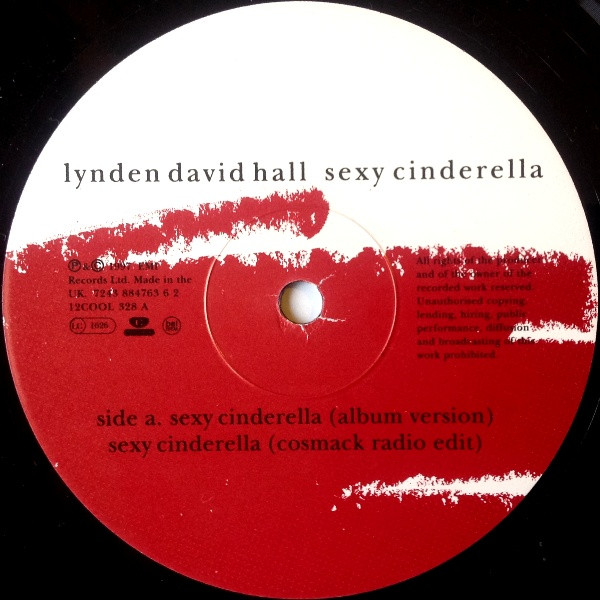 lynden david hall sexy cinderella
℗ & © 1997. EMI
Records Ltd. Made in the
UK. 7243 884763 6 2
12COOL 328 A
LC 1626
All rights of the producer
and of the owner of the
recorded work reserved.
Unauthorised copying,
lending, hiring, public
performance, diffusion
and broadcasting of this
work prohibited.
side a. sexy cinderella (album version)
sexy cinderella (cosmack radio edit)